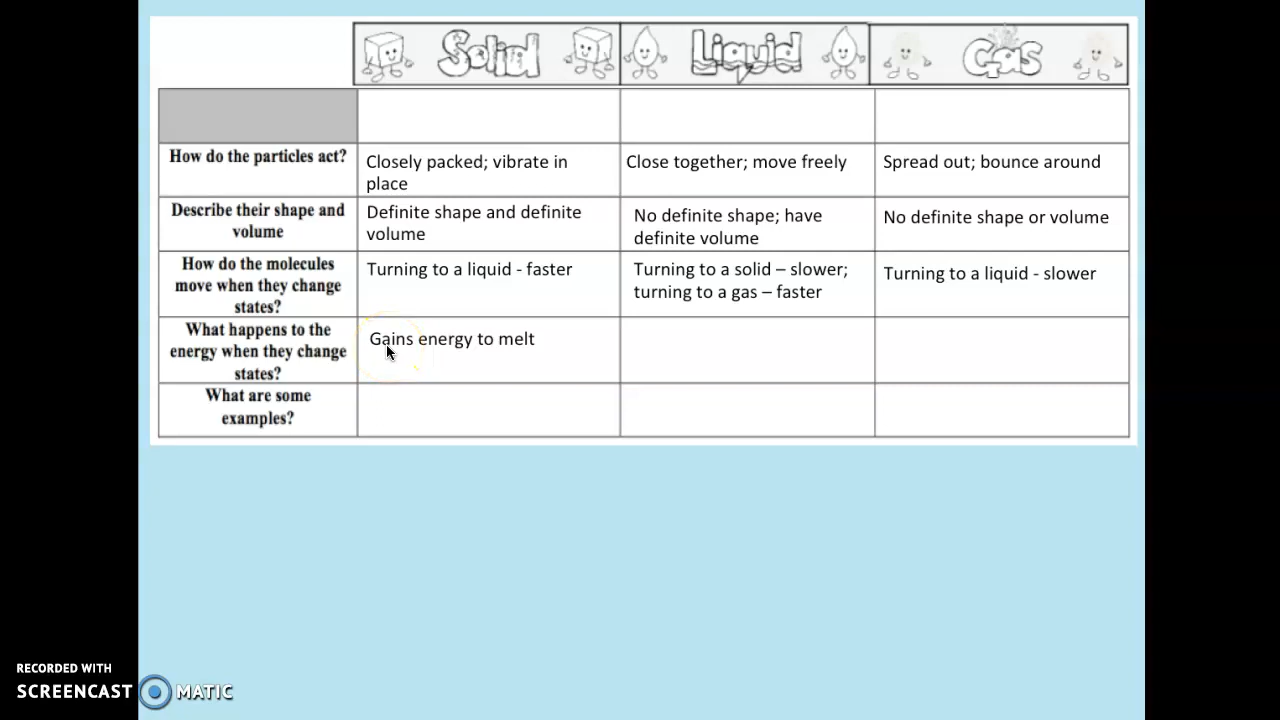 Solid Liquid Gas
How do the particles act?
Closely packed; vibrate in
place
Close together; move freely
Spread out; bounce around
Describe their shape and
volume
Definite shape and definite
volume
No definite shape; have
definite volume
No definite shape or volume
How do the molecules
move when they change
states?
Turning to a liquid - faster
Turning to a solid – slower;
turning to a gas – faster
Turning to a liquid - slower
What happens to the
energy when they change
states?
Gains energy to melt
What are some
examples?
RECORDED WITH
SCREENCAST MATIC